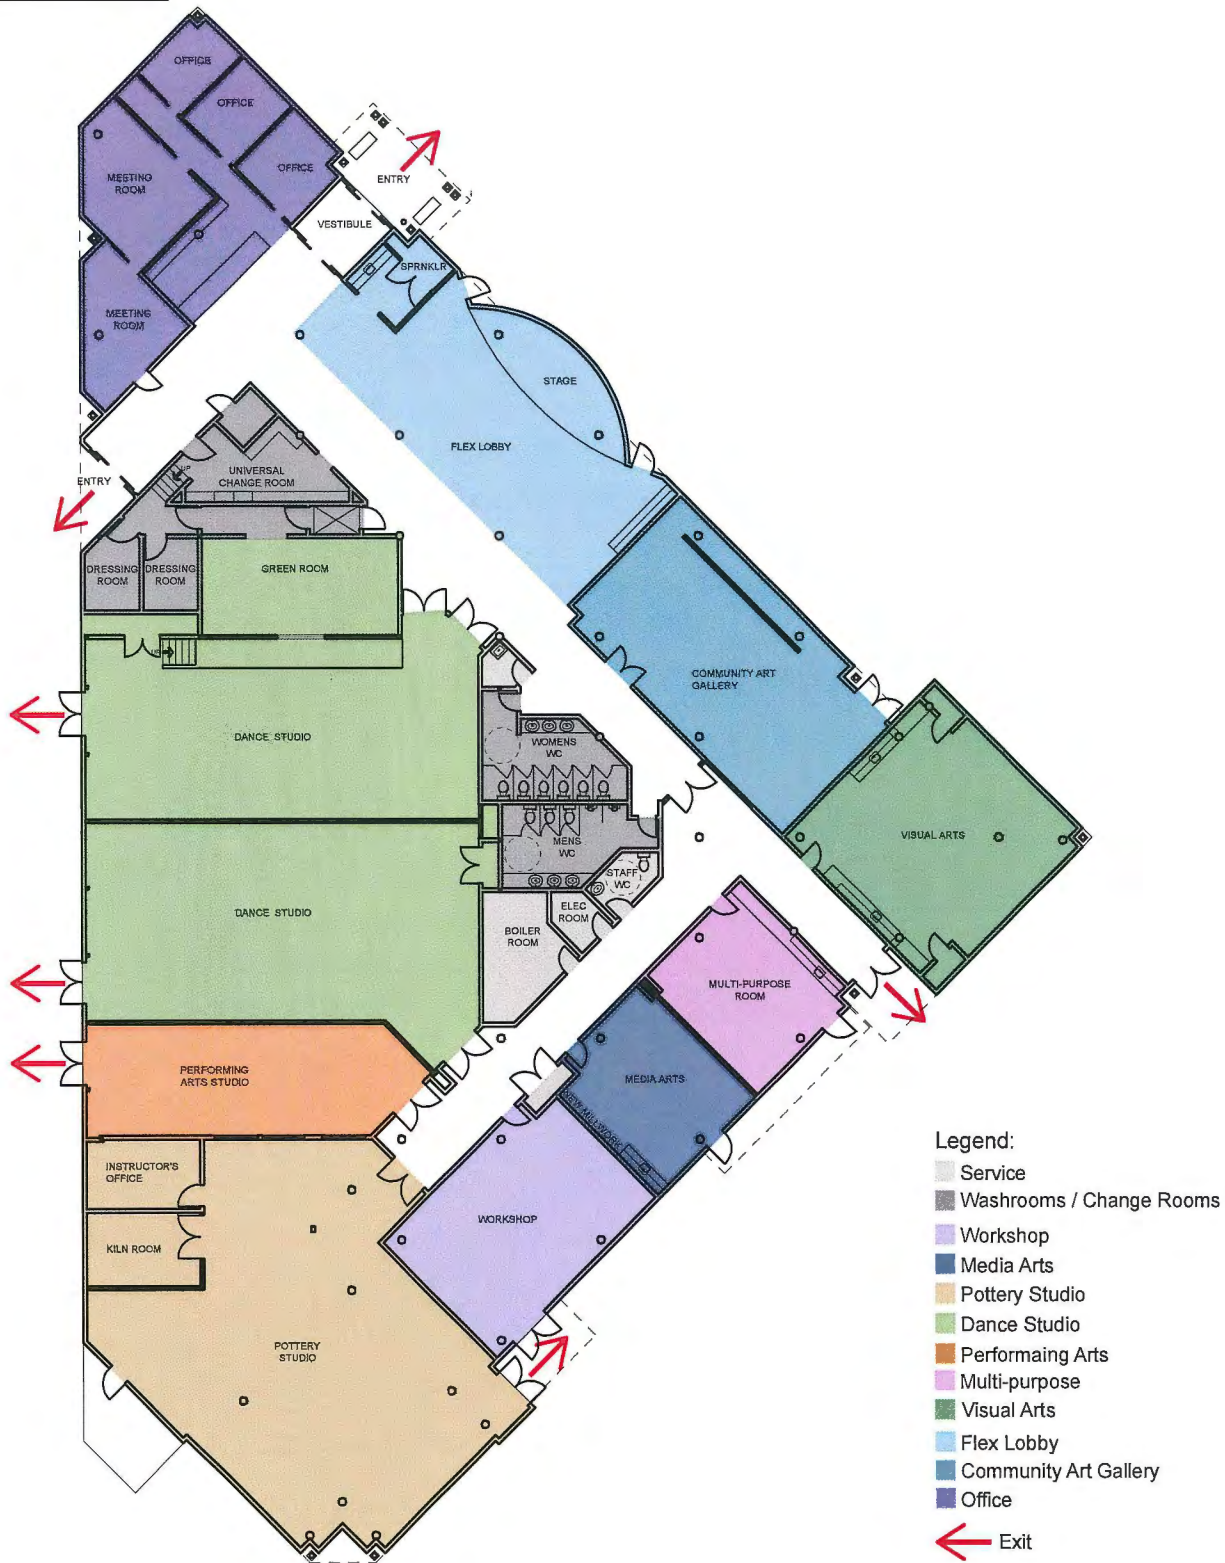 OFFICE
OFFICE
OFFICE
MEETING
ROOM
ENTRY
VESTIBULE
SPRNKLR
MEETING
ROOM
STAGE
FLEX LOBBY
UP
UNIVERSAL
CHANGE ROOM
ENTRY
DRESSING
ROOM
DRESSING
ROOM
GREEN ROOM
UP
COMMUNITY ART
GALLERY
DANCE STUDIO
WOMENS
WC
VISUAL ARTS
MENS
WC
STAFF
WC
ELEC
ROOM
DANCE STUDIO
BOILER
ROOM
MULTI-PURPOSE
ROOM
PERFORMING
ARTS STUDIO
MEDIA ARTS
NEW MILLWORK
INSTRUCTOR'S
OFFICE
WORKSHOP
KILN ROOM
POTTERY
STUDIO
Legend:
Service
Washrooms / Change Rooms
Workshop
Media Arts
Pottery Studio
Dance Studio
Performaing Arts
Multi-purpose
Visual Arts
Flex Lobby
Community Art Gallery
Office
Exit